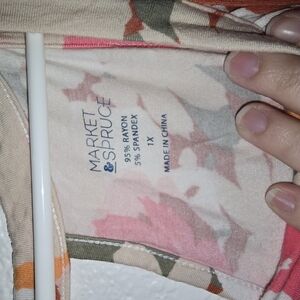 MARKET
& SPRUCE
95% RAYON
5% SPANDEX
1X
MADE IN CHINA